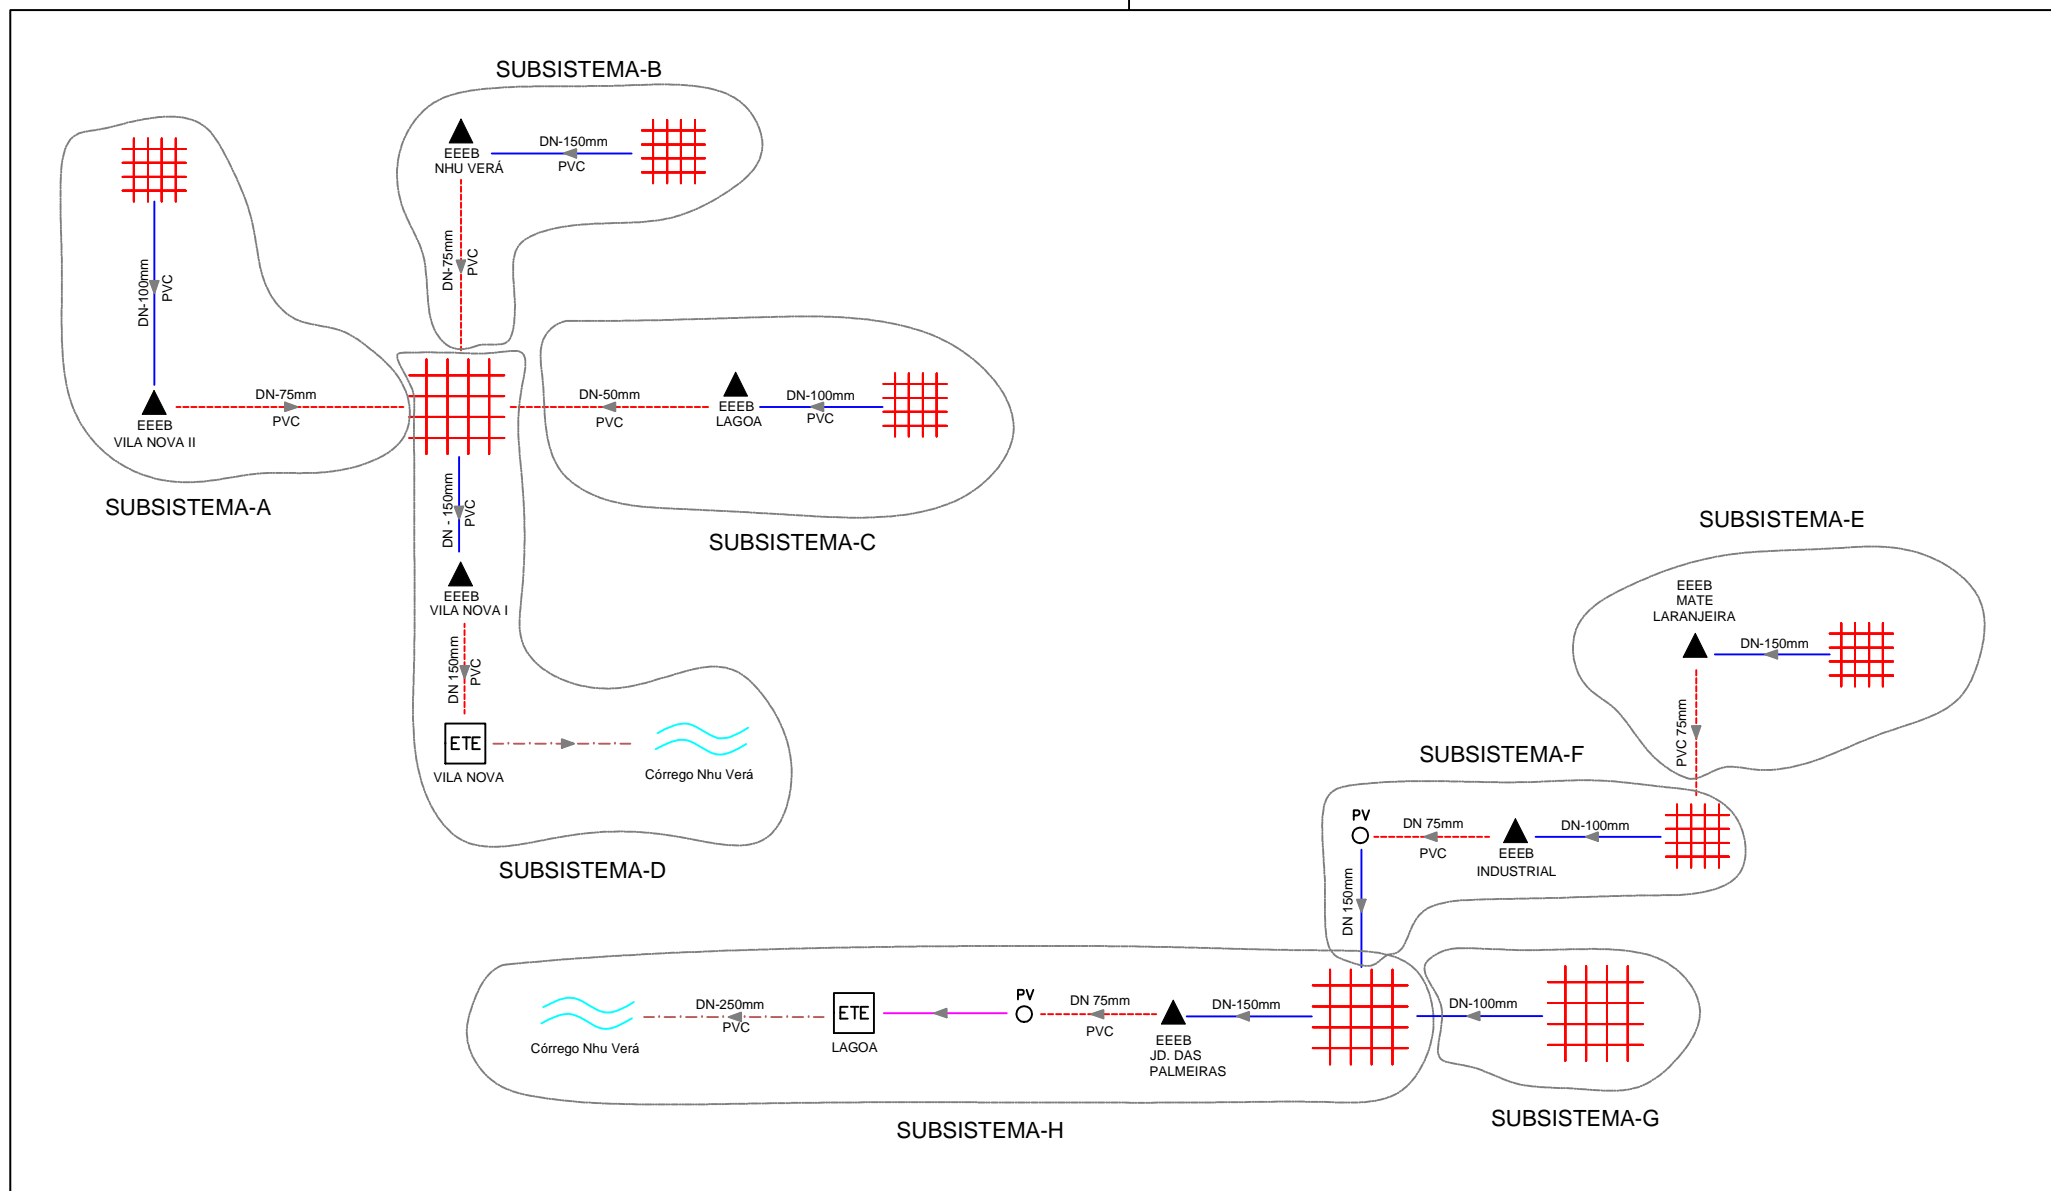 SUBSISTEMA-B
DN-150mm
PVC
EEEB
NHU VERÁ
DN-75mm
PVC
DN-100mm
PVC
EEEB
VILA NOVA II
DN-75mm
PVC
SUBSISTEMA-A
DN-50mm
PVC
EEEB
LAGOA
DN-100mm
PVC
SUBSISTEMA-C
DN - 150mm
PVC
EEEB
VILA NOVA I
DN 150mm
PVC
ETE
VILA NOVA
Córrego Nhu Verá
SUBSISTEMA-D
SUBSISTEMA-E
EEEB
MATE
LARANJEIRA
DN-150mm
PVC 75mm
SUBSISTEMA-F
PV
DN 75mm
PVC
EEEB
INDUSTRIAL
DN-100mm
DN 150mm
Córrego Nhu Verá
DN-250mm
PVC
ETE
LAGOA
PV
DN 75mm
PVC
EEEB
JD. DAS
PALMEIRAS
DN-150mm
DN-100mm
SUBSISTEMA-G
SUBSISTEMA-H